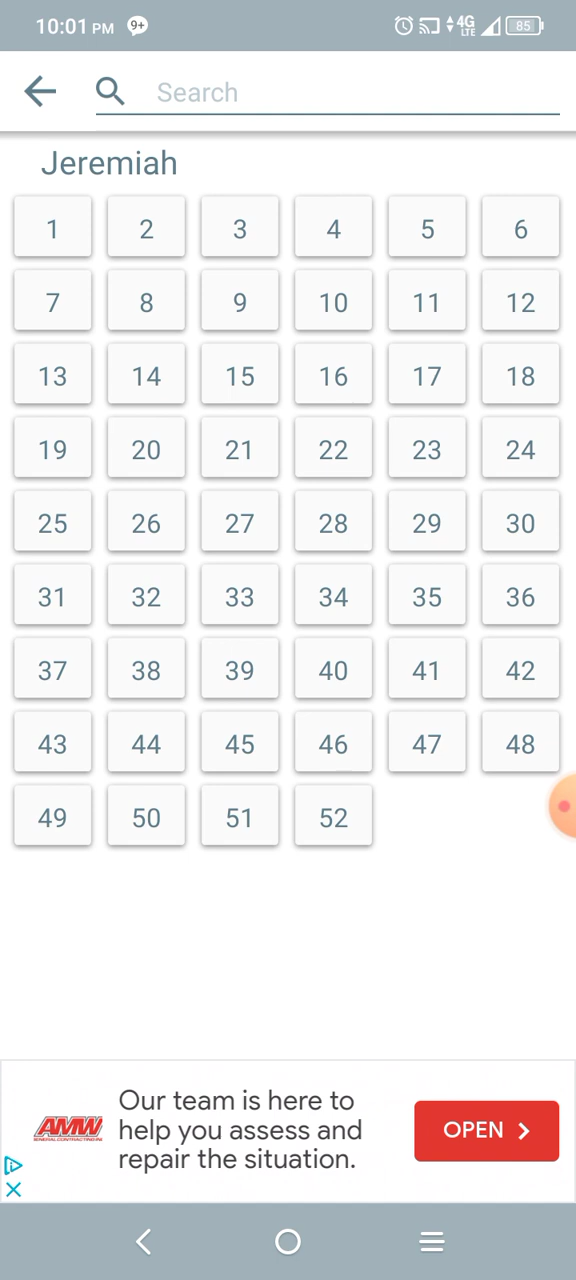 10:01 PM 9+ 4G LTE 85
Search
Jeremiah
1 2 3 4 5 6
7 8 9 10 11 12
13 14 15 16 17 18
19 20 21 22 23 24
25 26 27 28 29 30
31 32 33 34 35 36
37 38 39 40 41 42
43 44 45 46 47 48
49 50 51 52
Our team is here to
AMW help you assess and OPEN
GENERAL CONTRACTING INC
repair the situation.